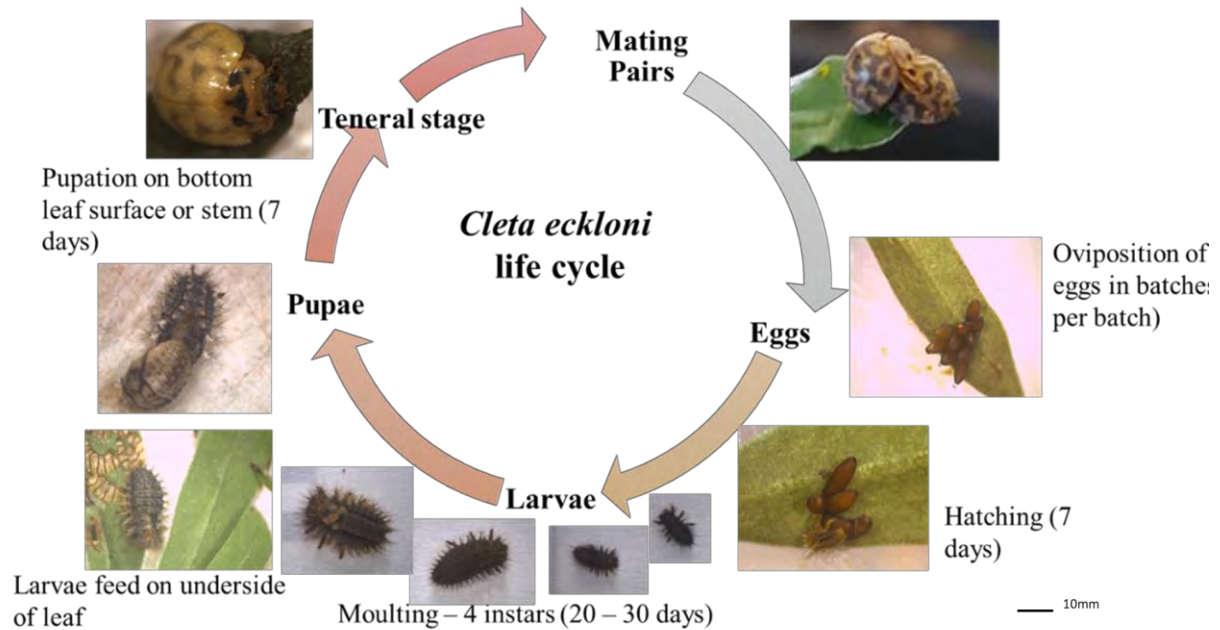 Mating
Pairs
Teneral stage
Pupation on bottom
leaf surface or stem (7
days)
Cleta eckloni
life cycle
Oviposition of
eggs in batches
per batch)
Pupae
Eggs
Larvae
Hatching (7
days)
Larvae feed on underside
of leaf
Moulting – 4 instars (20 – 30 days)
10mm